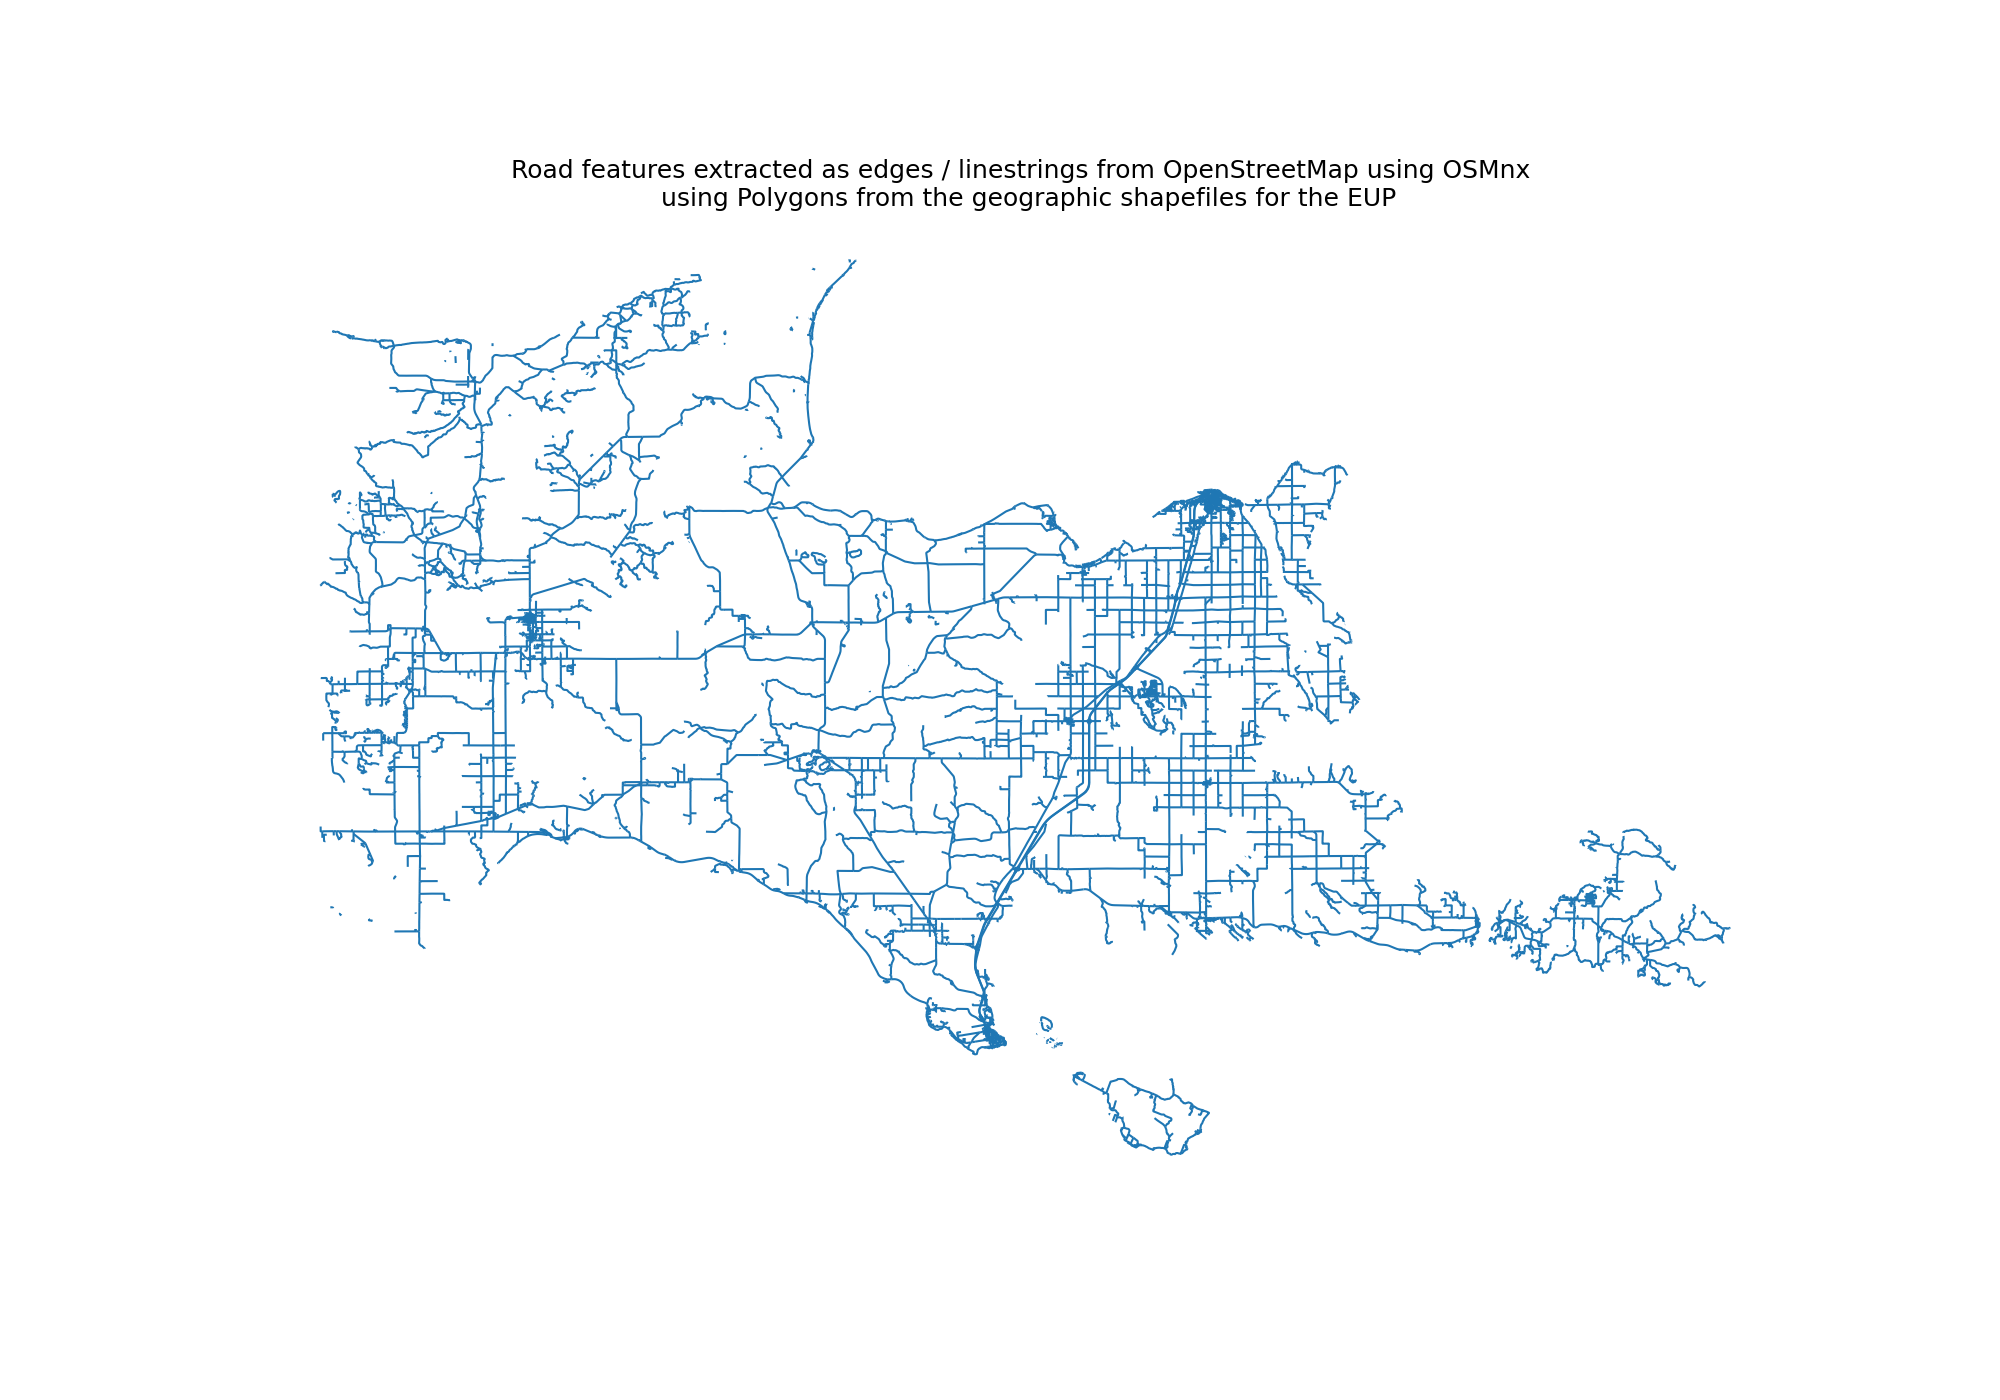 Road features extracted as edges / linestrings from OpenStreetMap using OSMnx
using Polygons from the geographic shapefiles for the EUP